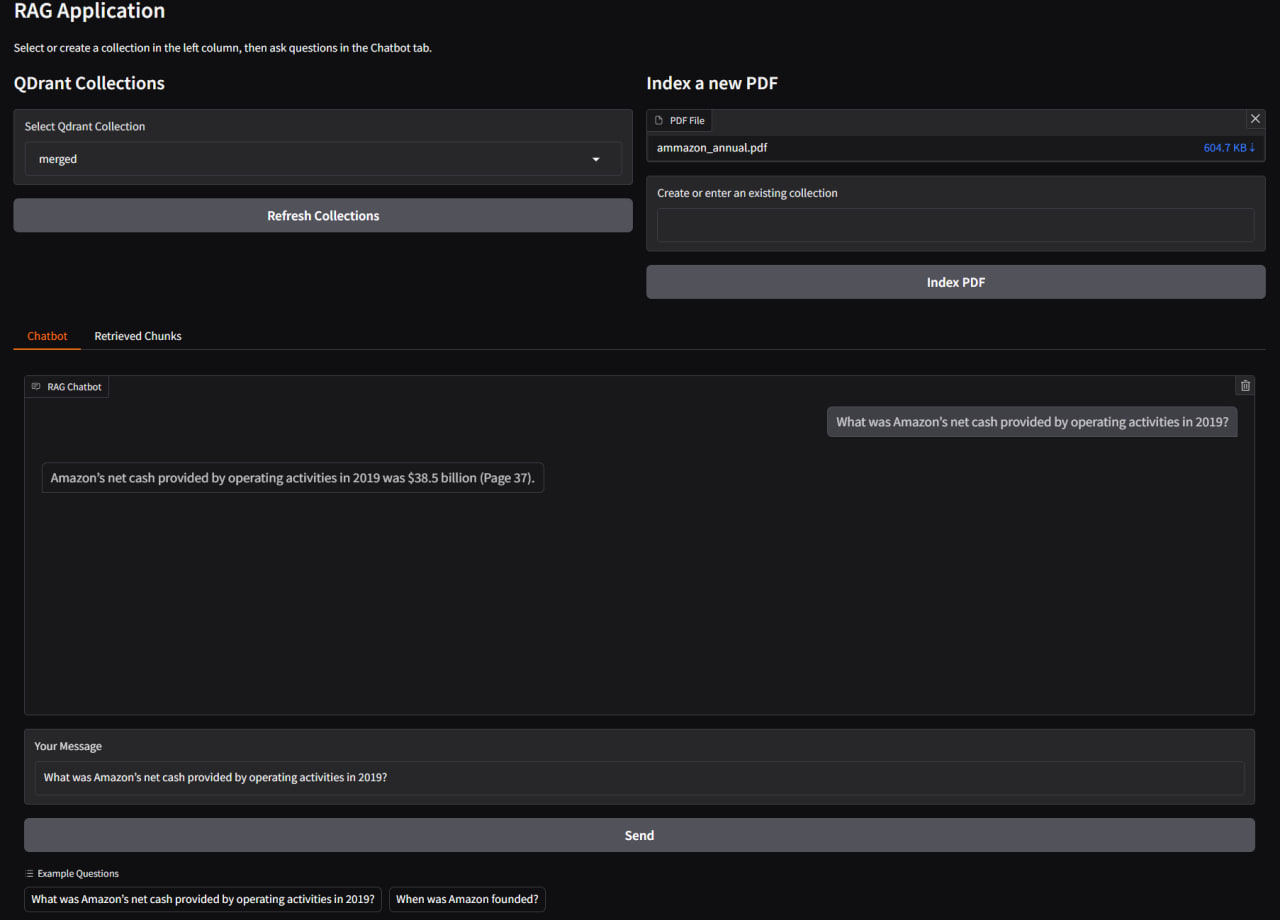 RAG Application
Select or create a collection in the left column, then ask questions in the Chatbot tab.
QDrant Collections
Select Qdrant Collection
merged
Refresh Collections
Index a new PDF
PDF File
ammazon_annual.pdf 604.7 KB ↓
Create or enter an existing collection
Index PDF
Chatbot Retrieved Chunks
RAG Chatbot
What was Amazon's net cash provided by operating activities in 2019?
Amazon's net cash provided by operating activities in 2019 was $38.5 billion (Page 37).
Your Message
What was Amazon's net cash provided by operating activities in 2019?
Send
Example Questions
What was Amazon's net cash provided by operating activities in 2019? When was Amazon founded?